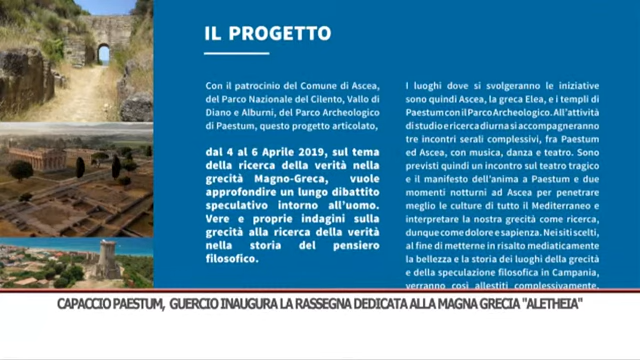 IL PROGETTO
Con il patrocinio del Comune di Ascea,
del Parco Nazionale del Cilento, Vallo di
Diano e Alburni, del Parco Archeologico
di Paestum, questo progetto articolato,
dal 4 al 6 Aprile 2019, sul tema
della ricerca della verità nella
grecità Magno-Greca, vuole
approfondire un lungo dibattito
speculativo intorno all'uomo.
Vere e proprie indagini sulla
grecità alla ricerca della verità
nella storia del pensiero
filosofico.
I luoghi dove si svolgeranno le iniziative
sono quindi Ascea, la greca Elea, e i templi di
Paestum con il Parco Archeologico. All'attività
di studio e ricerca diurna si accompagneranno
tre incontri serali complessivi, fra Paestum
ed Ascea, con musica, danza e teatro. Sono
previsti quindi un incontro sul teatro tragico
e il manifesto dell'anima a Paestum e due
momenti notturni ad Ascea per penetrare
meglio le culture di tutto il Mediterraneo e
interpretare la nostra grecità come ricerca,
dunque come dolore e sapienza. Nei siti scelti,
al fine di metterne in risalto mediaticamente
la bellezza e la storia dei luoghi della grecità
e della speculazione filosofica in Campania,
verranno così allestiti complessivamente,
CAPACCIO PAESTUM, GUERCIO INAUGURA LA RASSEGNA DEDICATA ALLA MAGNA GRECIA "ALETHEIA"